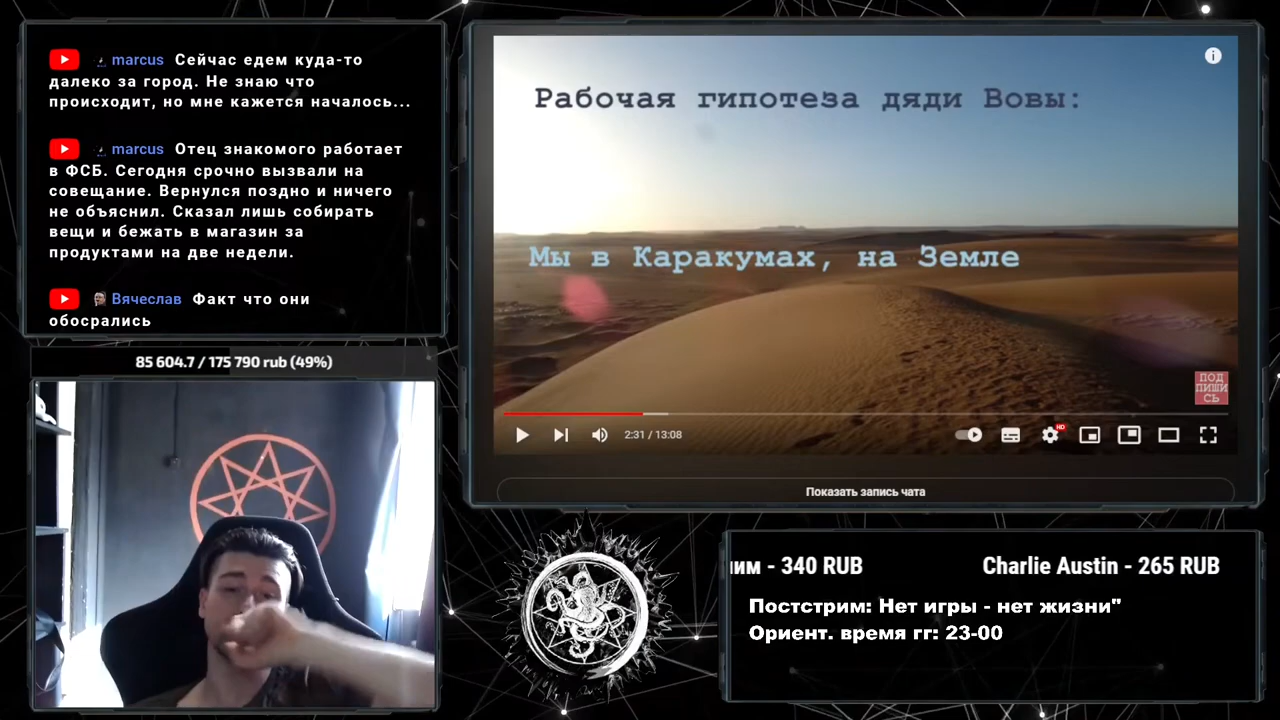 marcus Сейчас едем куда-то
далеко за город. Не знаю что
происходит, но мне кажется началось...
marcus Отец знакомого работает
в ФСБ. Сегодня срочно вызвали на
совещание. Вернулся поздно и ничего
не объяснил. Сказал лишь собирать
вещи и бежать в магазин за
продуктами на две недели.
Вячеслав Факт что они
обосрались
85 604.7 / 175 790 rub (49%)
Рабочая гипотеза дяди Вовы:
Мы в Каракумах, на Земле
ПОД
ПИШИ
СЬ
2:31 / 13:08
HD
Показать запись чата
- 340 RUB
Charlie Austin - 265 RUB
Постстрим: Нет игры - нет жизни"
Ориент. время гг: 23-00